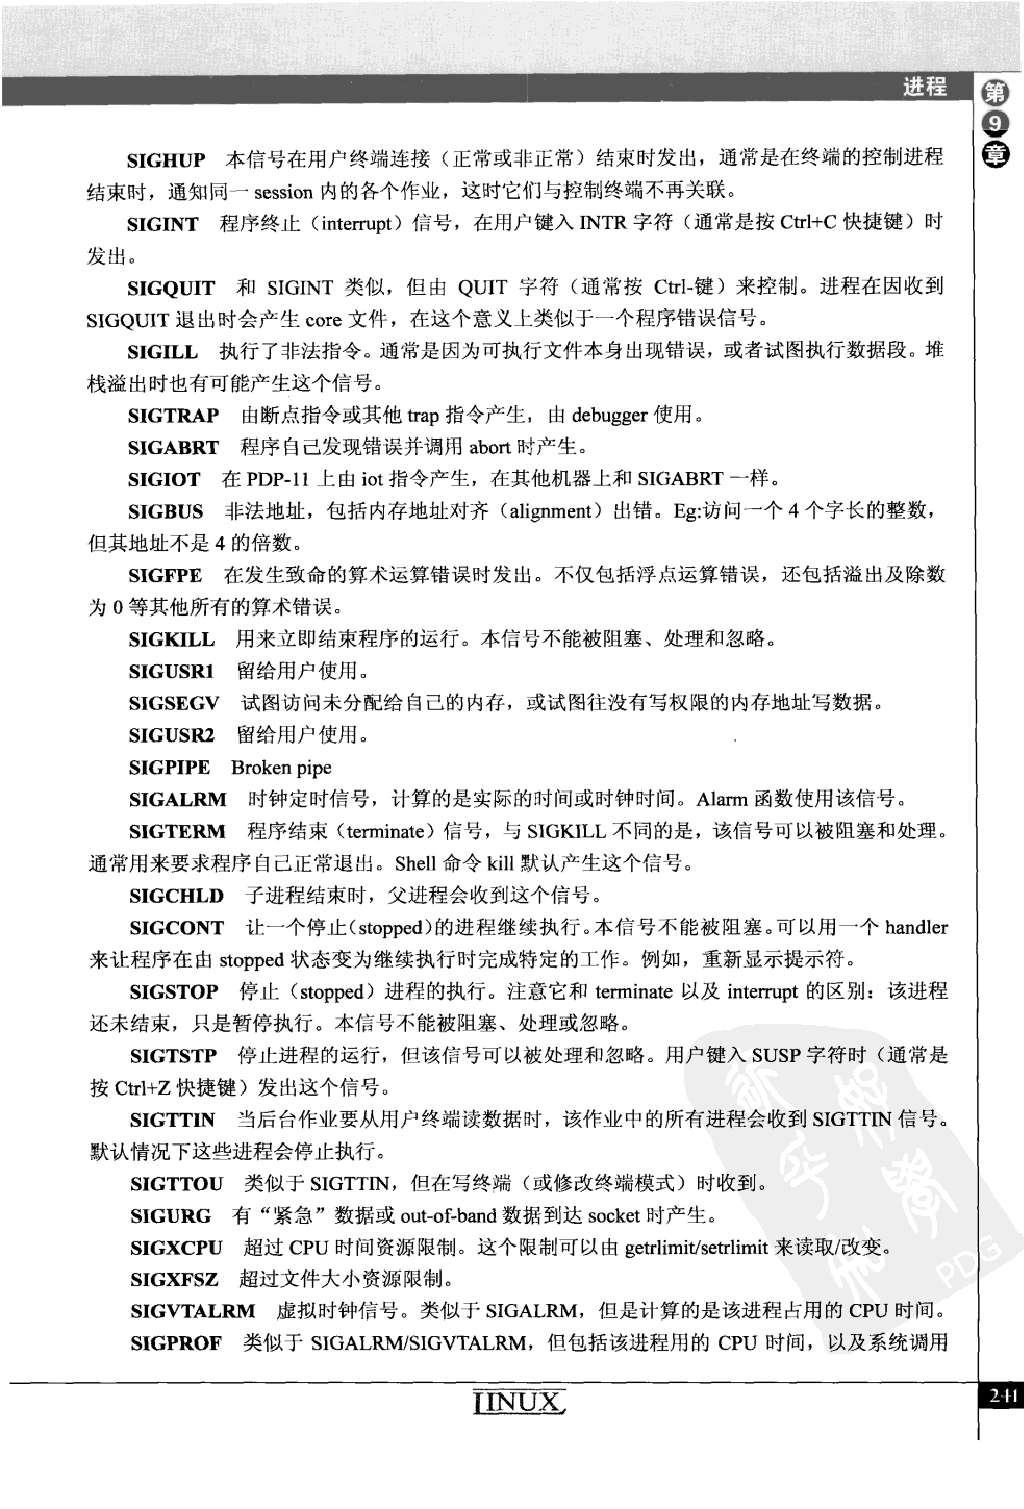 进程
第
9
章
SIGHUP 本信号在用户终端连接（正常或非正常）结束时发出，通常是在终端的控制进程
结束时，通知同一 session 内的各个作业，这时它们与控制终端不再关联。
SIGINT 程序终止（interrupt）信号，在用户键入 INTR 字符（通常是按 Ctrl+C 快捷键）时
发出。
SIGQUIT 和 SIGINT 类似，但由 QUIT 字符（通常按 Ctrl-键）来控制。进程在因收到
SIGQUIT 退出时会产生 core 文件，在这个意义上类似于一个程序错误信号。
SIGILL 执行了非法指令。通常是因为可执行文件本身出现错误，或者试图执行数据段。堆
栈溢出时也有可能产生这个信号。
SIGTRAP 由断点指令或其他 trap 指令产生，由 debugger 使用。
SIGABRT 程序自己发现错误并调用 abort 时产生。
SIGIOT 在 PDP-11 上由 iot 指令产生，在其他机器上和 SIGABRT 一样。
SIGBUS 非法地址，包括内存地址对齐（alignment）出错。Eg:访问一个 4 个字长的整数，
但其地址不是 4 的倍数。
SIGFPE 在发生致命的算术运算错误时发出。不仅包括浮点运算错误，还包括溢出及除数
为 0 等其他所有的算术错误。
SIGKILL 用来立即结束程序的运行。本信号不能被阻塞、处理和忽略。
SIGUSR1 留给用户使用。
SIGSEGV 试图访问未分配给自己的内存，或试图往没有写权限的内存地址写数据。
SIGUSR2 留给用户使用。
SIGPIPE Broken pipe
SIGALRM 时钟定时信号，计算的是实际的时间或时钟时间。Alarm 函数使用该信号。
SIGTERM 程序结束（terminate）信号，与 SIGKILL 不同的是，该信号可以被阻塞和处理。
通常用来要求程序自己正常退出。Shell 命令 kill 默认产生这个信号。
SIGCHLD 子进程结束时，父进程会收到这个信号。
SIGCONT 让一个停止(stopped)的进程继续执行。本信号不能被阻塞。可以用一个 handler
来让程序在由 stopped 状态变为继续执行时完成特定的工作。例如，重新显示提示符。
SIGSTOP 停止（stopped）进程的执行。注意它和 terminate 以及 interrupt 的区别：该进程
还未结束，只是暂停执行。本信号不能被阻塞、处理或忽略。
SIGTSTP 停止进程的运行，但该信号可以被处理和忽略。用户键入 SUSP 字符时（通常是
按 Ctrl+Z 快捷键）发出这个信号。
SIGTTIN 当后台作业要从用户终端读数据时，该作业中的所有进程会收到 SIGTTIN 信号。
默认情况下这些进程会停止执行。
SIGTTOU 类似于 SIGTTIN，但在写终端（或修改终端模式）时收到。
SIGURG 有“紧急”数据或 out-of-band 数据到达 socket 时产生。
SIGXCPU 超过 CPU 时间资源限制。这个限制可以由 getrlimit/setrlimit 来读取/改变。
SIGXFSZ 超过文件大小资源限制。
SIGVTALRM 虚拟时钟信号。类似于 SIGALRM，但是计算的是该进程占用的 CPU 时间。
SIGPROF 类似于 SIGALRM/SIGVTALRM，但包括该进程用的 CPU 时间，以及系统调用
PDG
LINUX
241